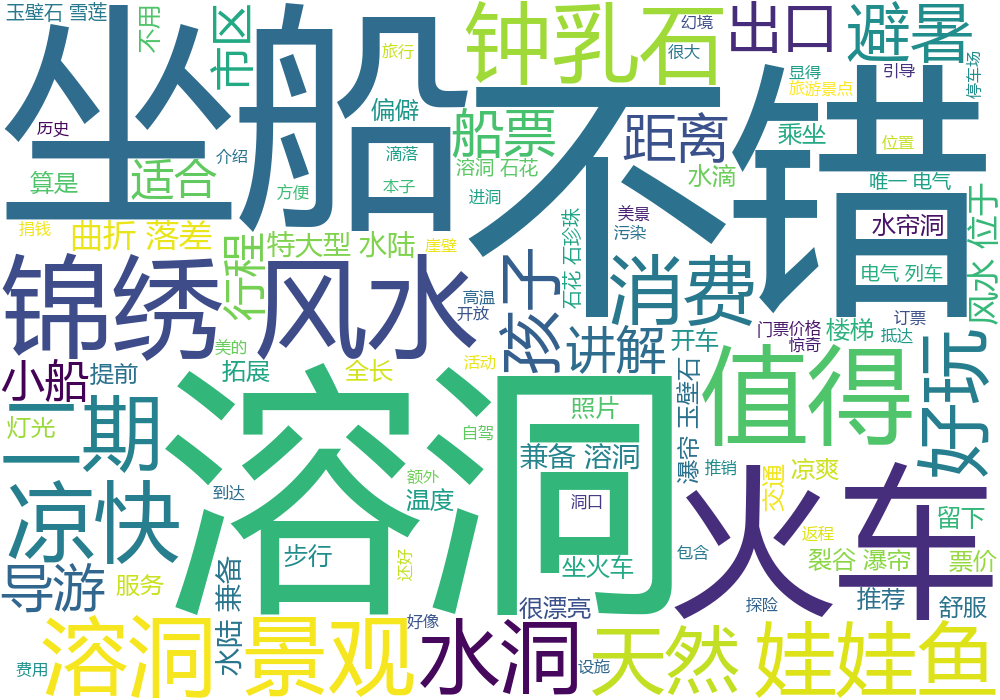 玉壁石 雪莲
不用
市区
坐船
钟乳石
幻境
很大
出口
避暑
旅行
偏僻
船票
不错
距离
显得
旅游景点
引导
停车场
乘坐
位置
历史
介绍
滴落
溶洞 石花
算是
适合
方便
本子
进洞
水滴
唯一 电气
捐钱
曲折 落差
行程
特大型 水陆
崖壁
石花 石珍珠
美景
污染
水帘洞
风水 位于
锦绣
风水
高温
开放
孩子
消费
电气 列车
门票价格
惊奇
楼梯
订票
抵达
讲解
开车
美的
拓展
全长
活动
小船
提前
二期
灯光
溶洞
照片
自驾
兼备 溶洞
瀑帘 玉壁石
值得
好玩
推销
交通
凉爽
凉快
到达
额外
温度
洞口
火车
留下
步行
还好
坐火车
包含
返程
裂谷 瀑帘
票价
导游
服务
水陆 兼备
很漂亮
探险
推荐
舒服
好像
溶洞 景观
水洞
设施
天然
娃娃鱼
费用